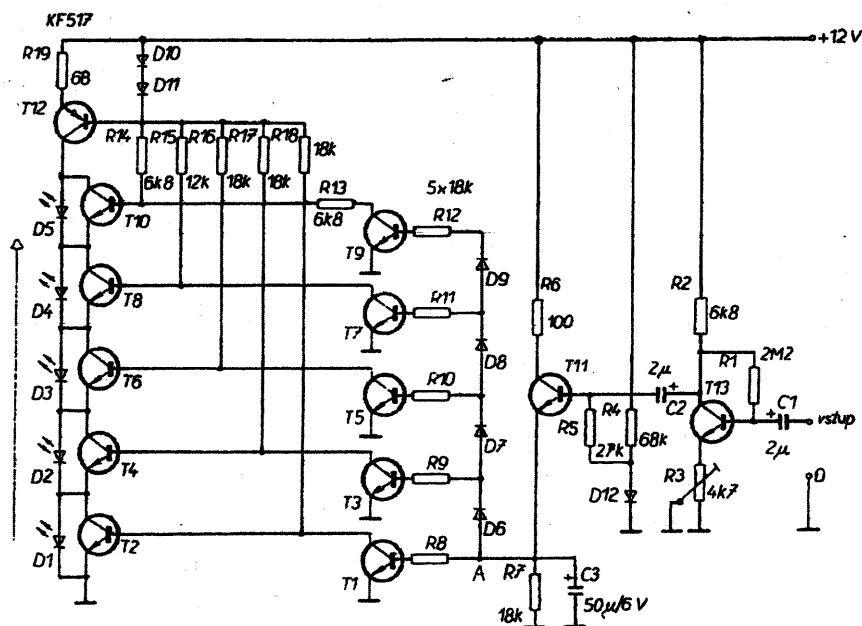 KF517
+12V
R19
68
D10
D11
T12
R14
R15
R16
R17
R18
6k8
12k
18k
18k
18k
R13
6k8
5x18k
R12
T10
T9
D5
D9
R6
100
R2
6k8
D4
T8
T7
R11
D8
T11
2µ
C2
+
R1
2M2
T13
+
C1
vstup
2µ
D3
T6
T5
R10
D7
R5
27k
R4
68k
D2
T4
T3
R9
D6
D12
R3
4k7
0
D1
T2
T1
R8
A
R7
18k
+
C3
50µ/6V